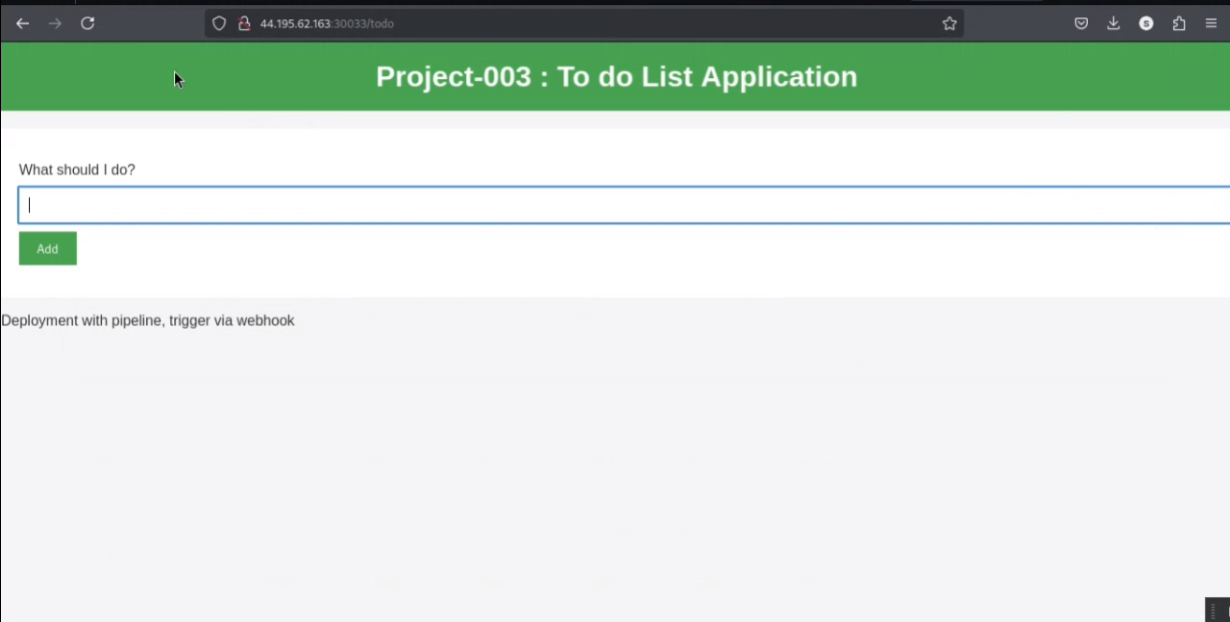 44.195.62.163:30033/todo
S
Project-003 : To do List Application
What should I do?
Add
Deployment with pipeline, trigger via webhook